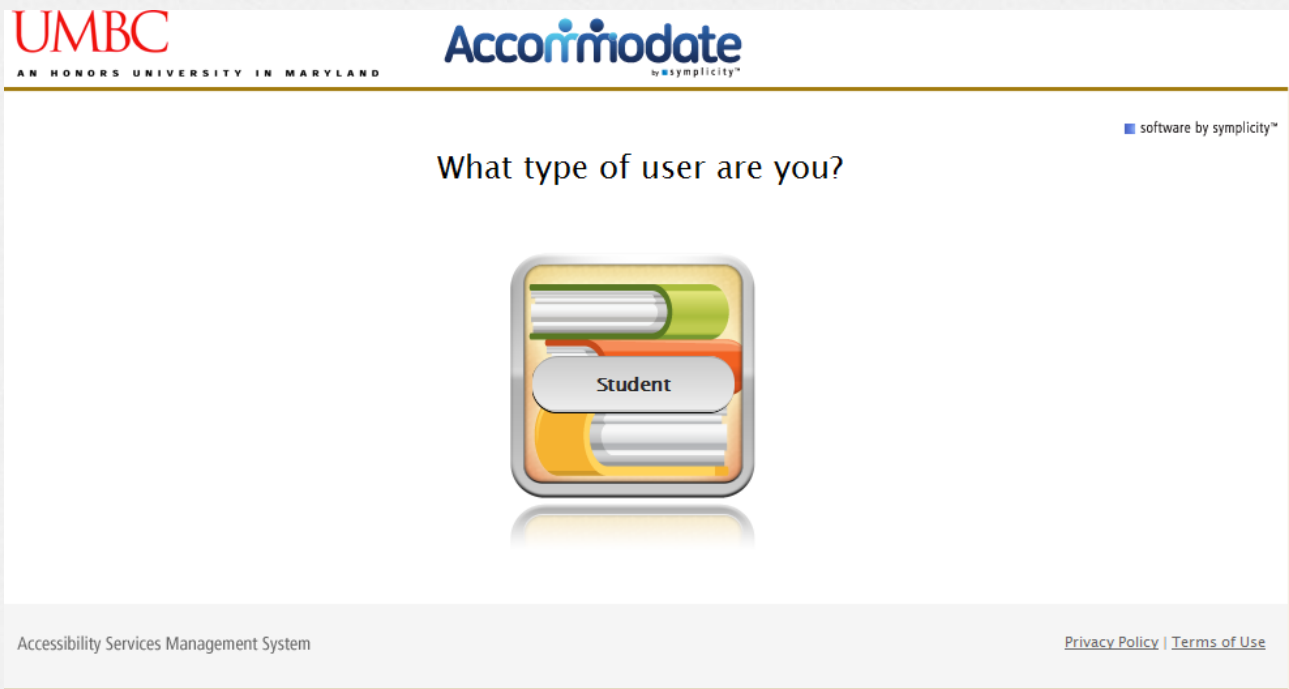 UMBC
AN HONORS UNIVERSITY IN MARYLAND
Accommodate
by symplicity™
software by symplicity™
What type of user are you?
Student
Accessibility Services Management System
Privacy Policy | Terms of Use